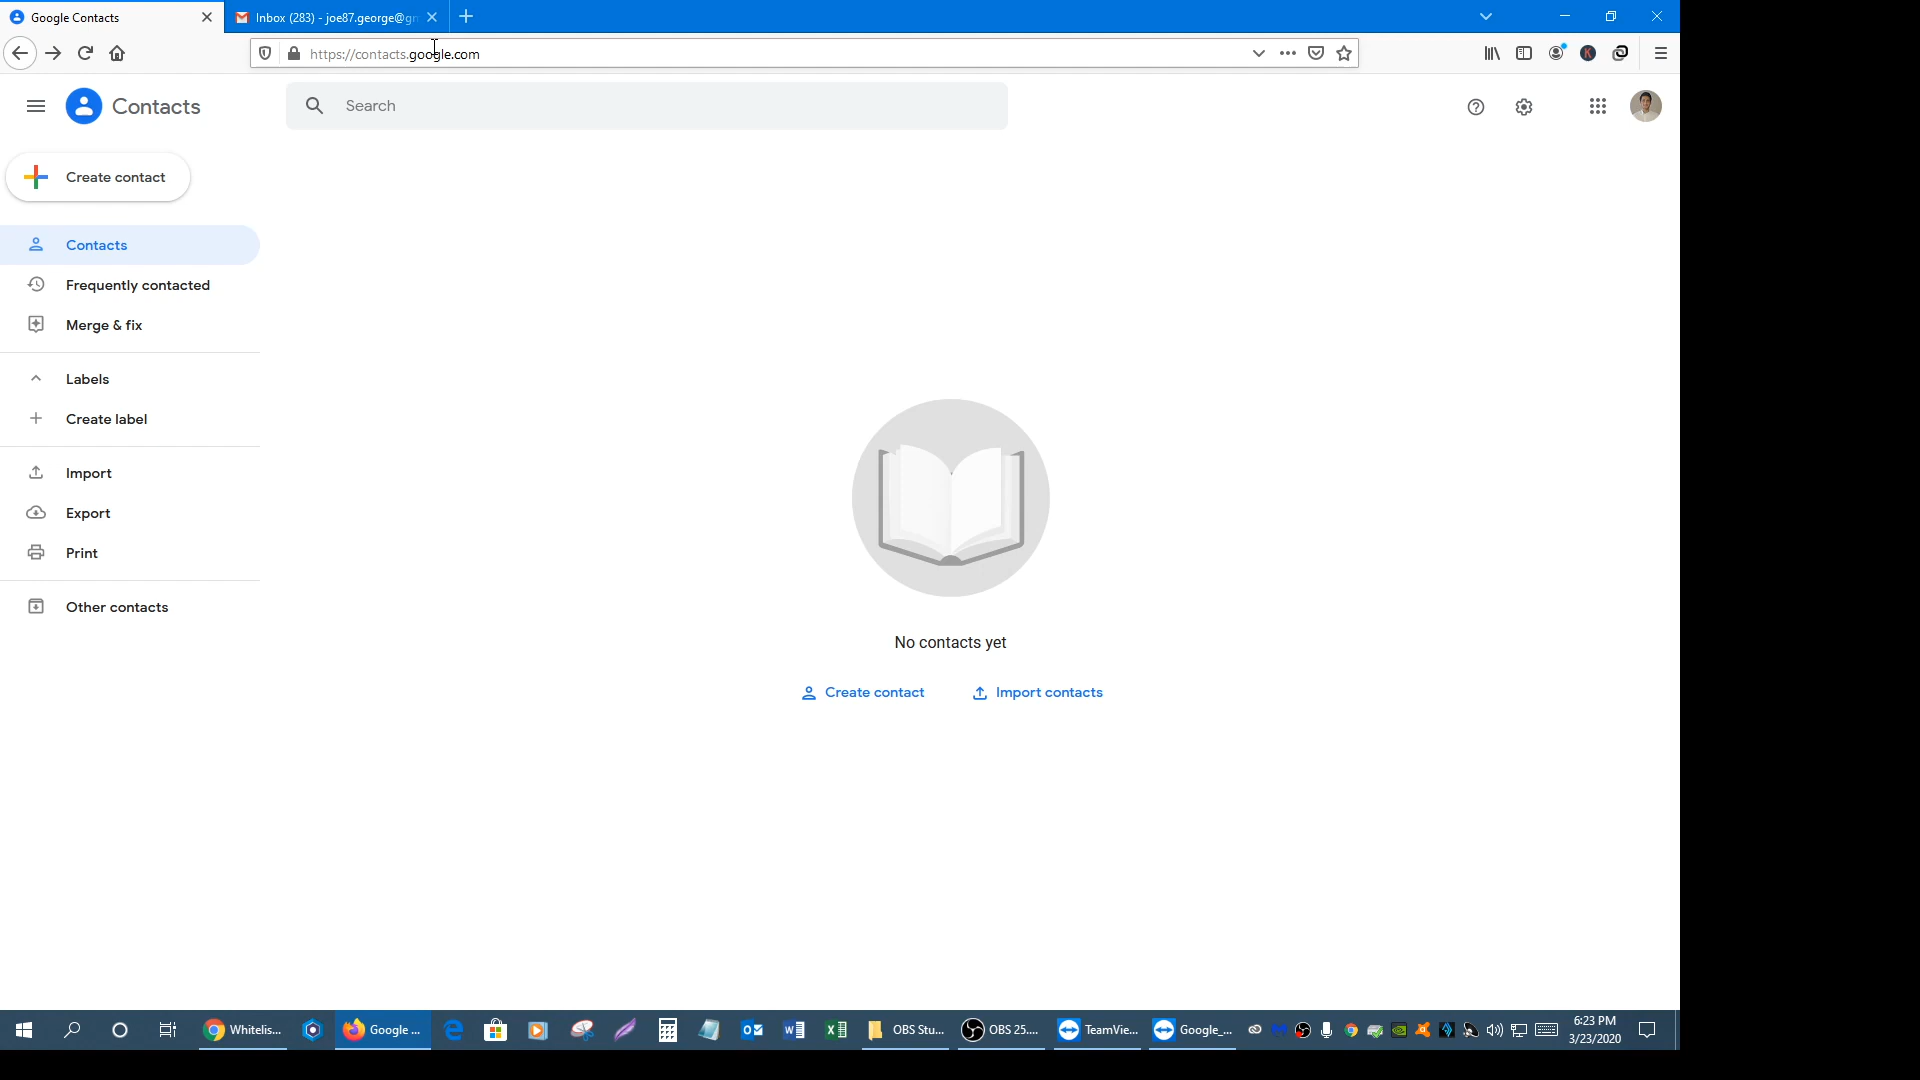 Google Contacts
Inbox (283) - joe87.george@gm
https://contacts.google.com
Contacts
Search
Create contact
Contacts
Frequently contacted
Merge & fix
Labels
Create label
Import
Export
Print
Other contacts
No contacts yet
Create contact
Import contacts
Whitelis...
Google ...
OBS Stu...
OBS 25....
TeamVie...
Google_...
6:23 PM
3/23/2020